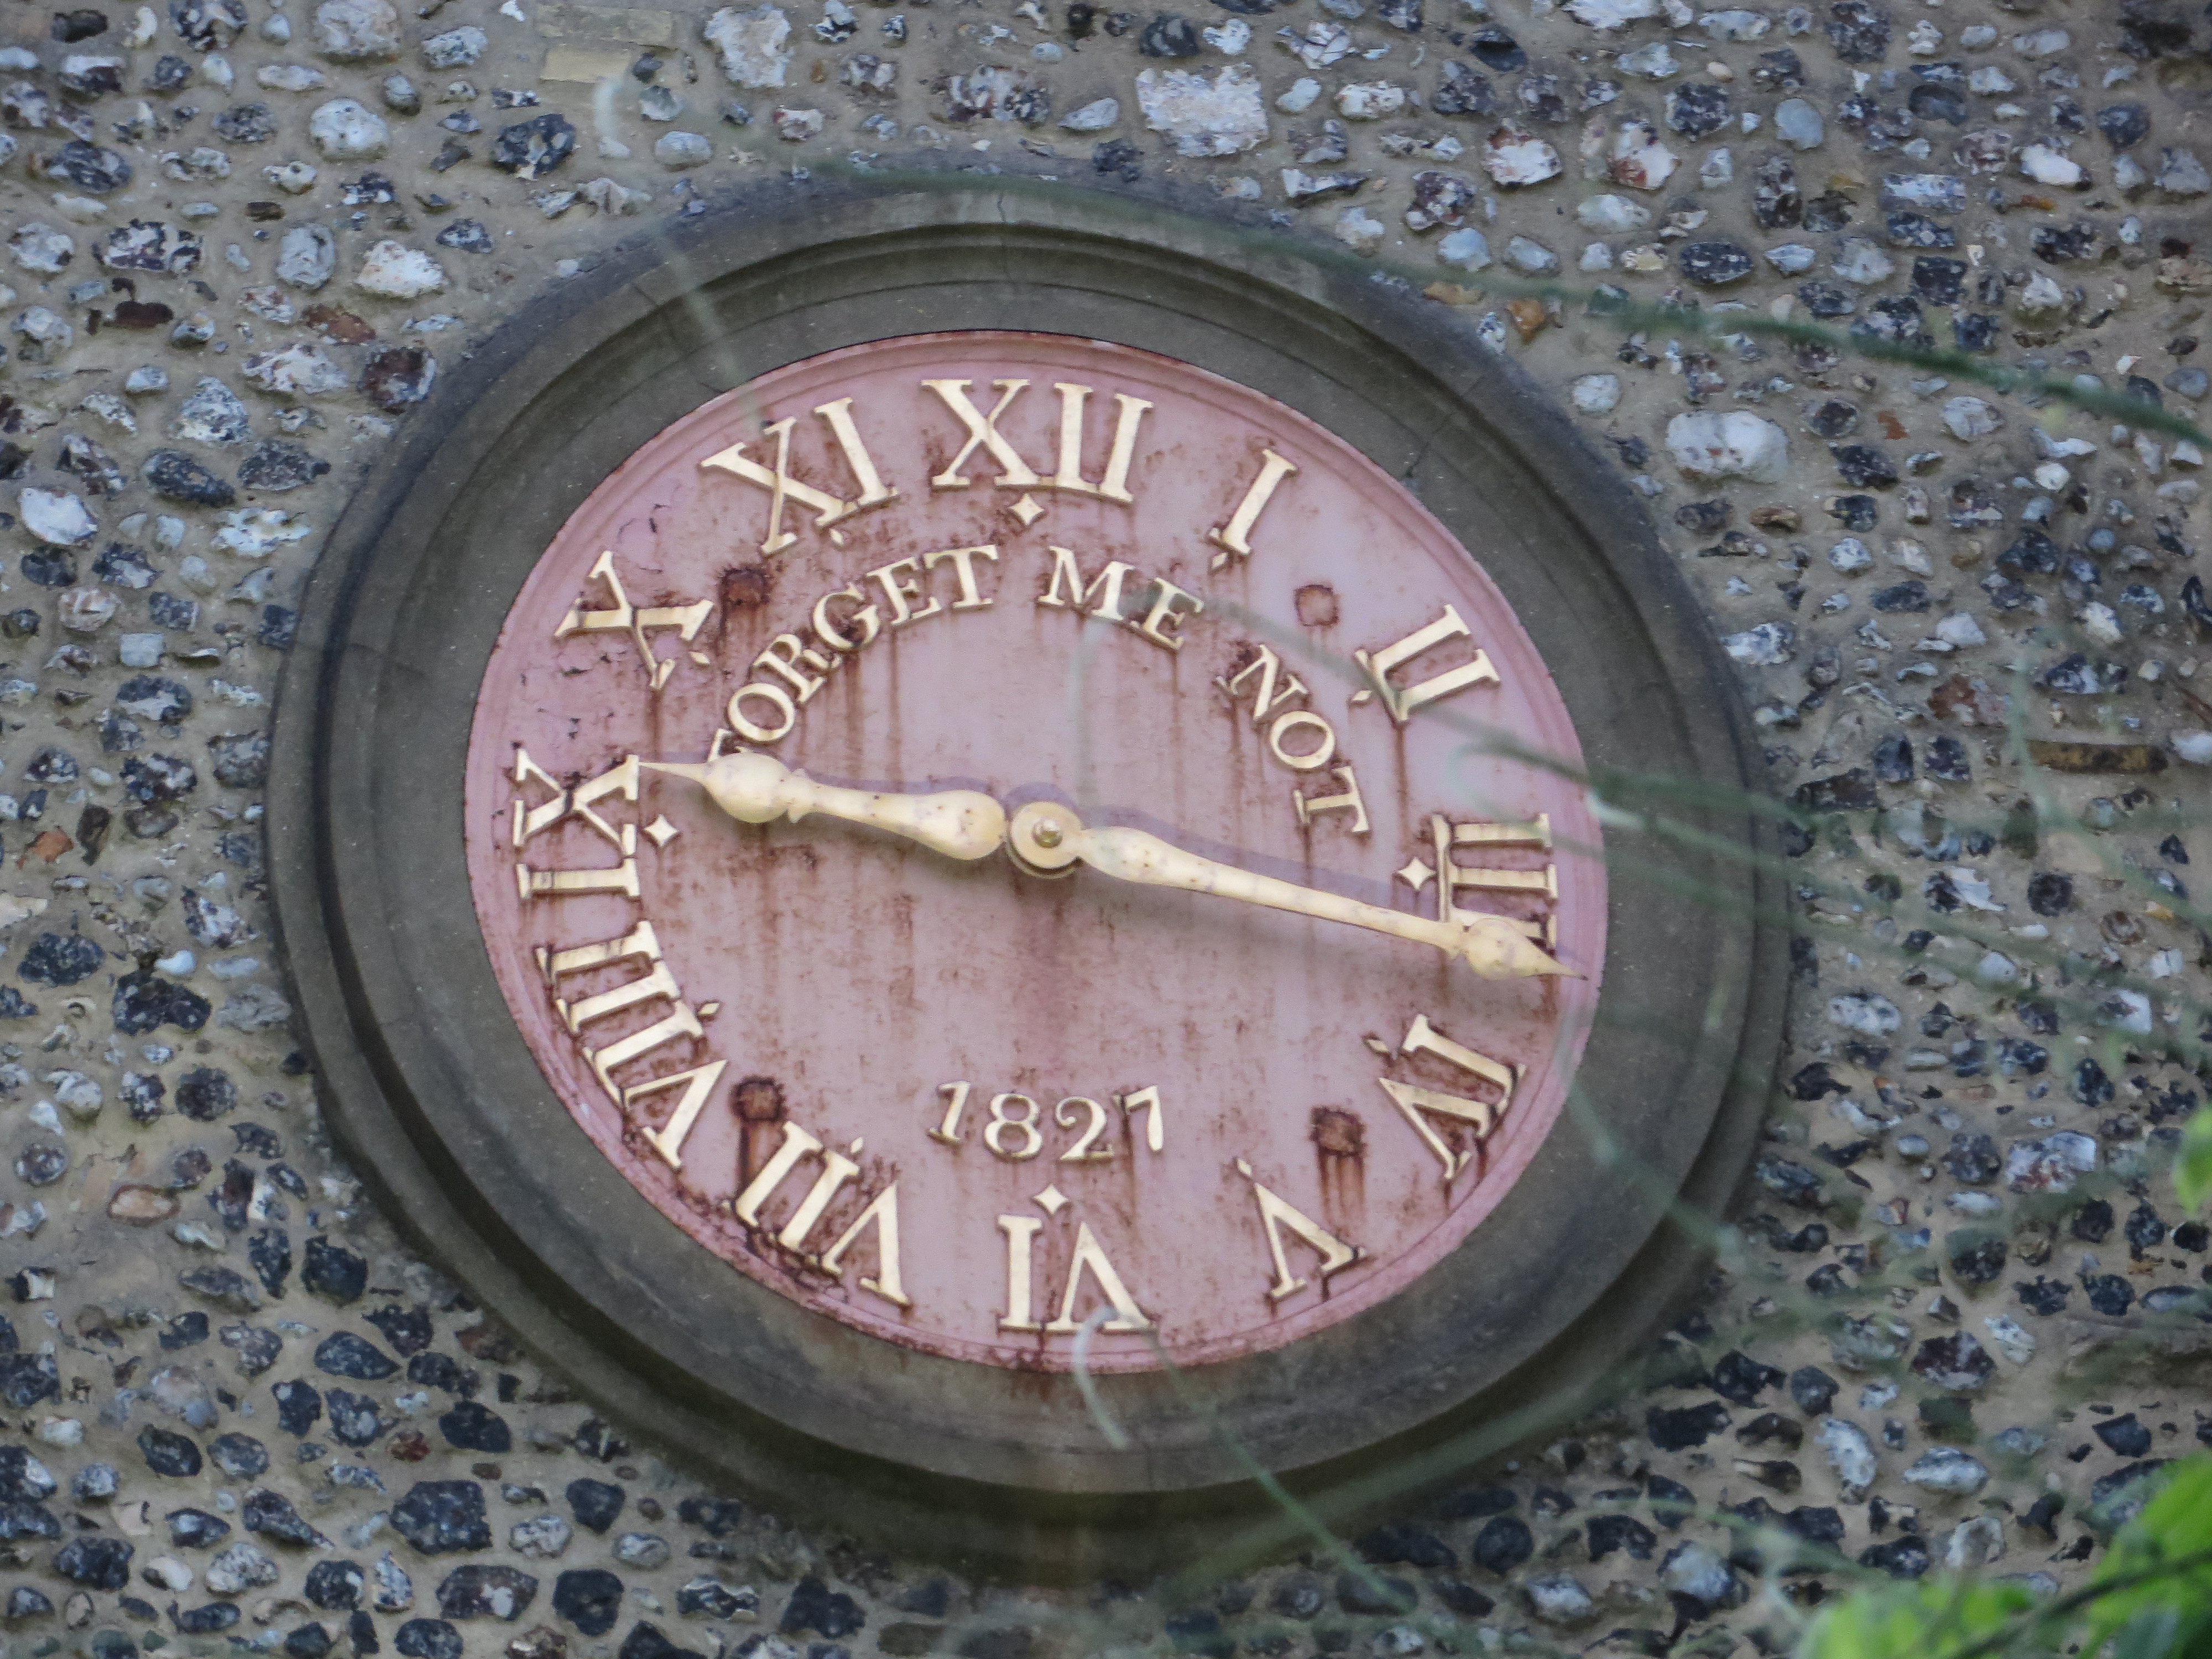 XII
I
II
III
IV
V
VI
VII
VIII
IX
X
XI
FORGET ME NOT
1827